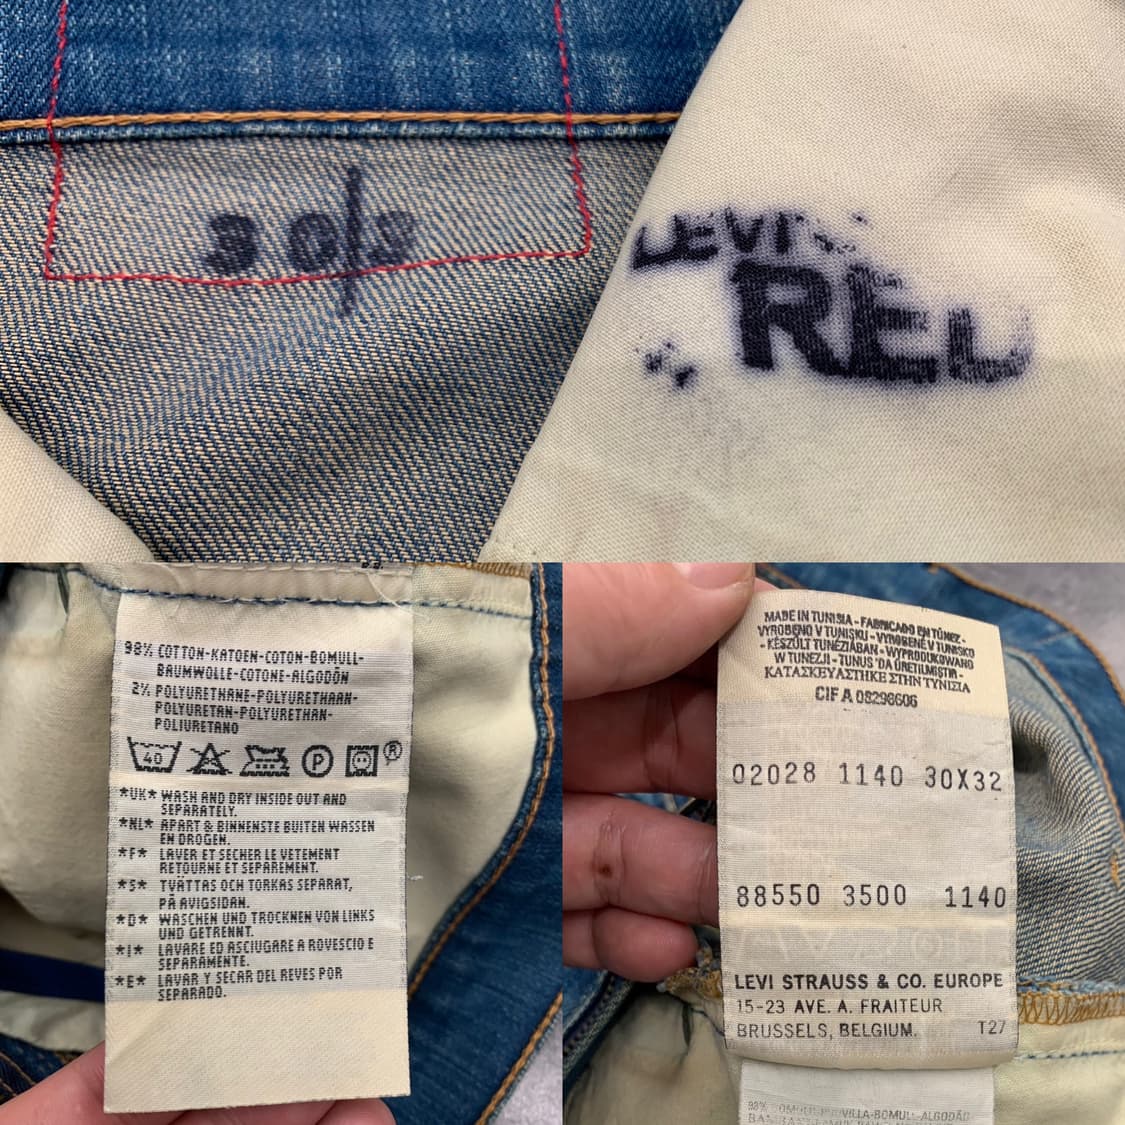 LEVI'S
RED
98% COTTON-KATOEN-COTON-BOMULL-
BAUMWOLLE-COTONE-ALGODÓN
2% POLYURETHANE-POLYURETHAAN-
POLYURETAN-POLYURETHAN-
POLIURETANO
40 P ®
*UK* WASH AND DRY INSIDE OUT AND
SEPARATELY.
*NL* APART & BINNENSTE BUITEN WASSEN
EN DROGEN.
*F* LAVER ET SECHER LE VETEMENT
RETOURNE ET SEPAREMENT.
*S* TVÄTTAS OCH TORKAS SEPARAT,
PÅ AVIGSIDAN.
*D* WASCHEN UND TROCKNEN VON LINKS
UND GETRENNT.
*I* LAVARE ED ASCIUGARE A ROVESCIO E
SEPARAMENTE.
*E* LAVAR Y SECAR DEL REVES POR
SEPARADO.
MADE IN TUNISIA - FABRICADO EN TÚNEZ -
VYROBENO V TUNISKU - VYROBENÉ V TUNISKO
- KÉSZÜLT TUNÉZIÁBAN - WYPRODUKOWANO
W TUNEZJI - TUNUS 'DA ÜRETILMIŞTIR -
ΚΑΤΑΣΚΕΥΑΣΤΗΚΕ ΣΤΗΝ ΤΥΝΙΣΙΑ
CIF A 08298606
02028 1140 30X32
88550 3500 1140
LEVI STRAUSS & CO. EUROPE
15-23 AVE. A. FRAITEUR
BRUSSELS, BELGIUM. T27